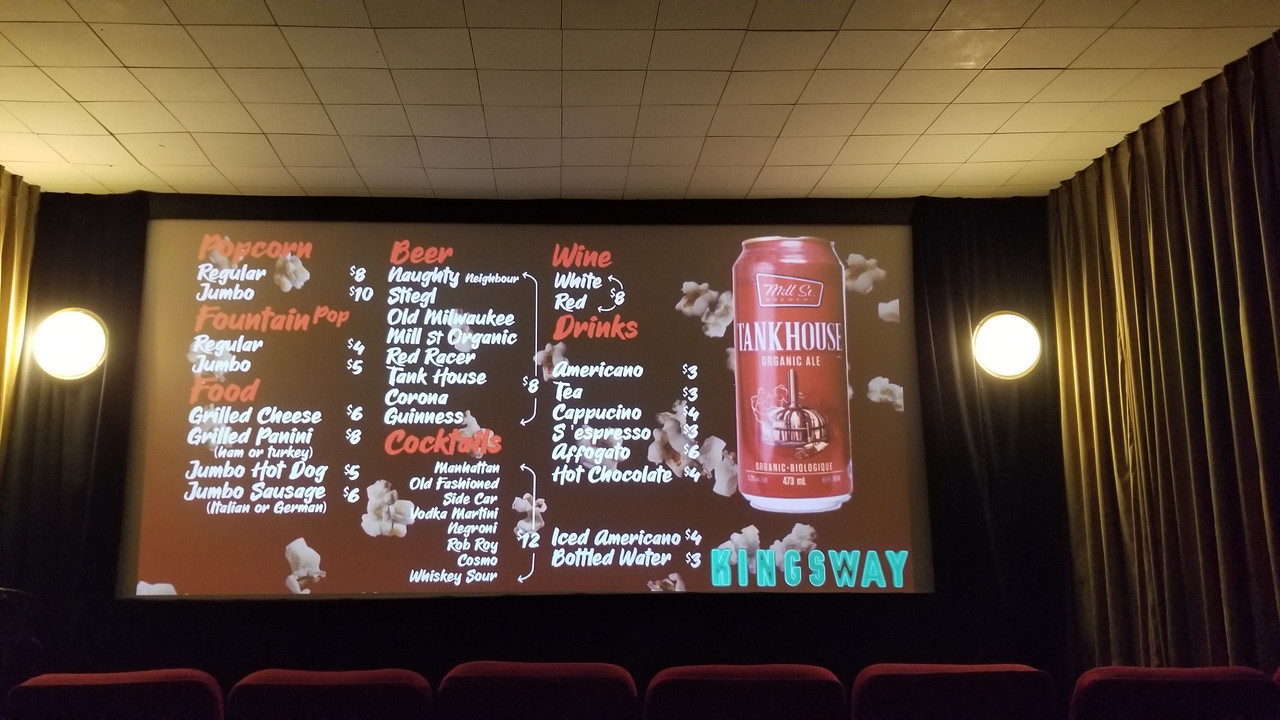 Popcorn
Regular $8
Jumbo $10
Fountain Pop
Regular $4
Jumbo $5
Food
Grilled Cheese $6
Grilled Panini $8
(ham or turkey)
Jumbo Hot Dog $5
Jumbo Sausage $6
(Italian or German)
Beer
Naughty Neighbour
Stiegl
Old Milwaukee
Mill St Organic
Red Racer
Tank House $8
Corona
Guinness
Cocktails
Manhattan
Old Fashioned
Side Car
Vodka Martini
Negroni
Rob Roy $12
Cosmo
Whiskey Sour
Wine
White
Red $8
Drinks
Americano $3
Tea $3
Cappucino $4
S'espresso $3
Affogato $6
Hot Chocolate $4
Iced Americano $4
Bottled Water $3
Mill St.
BREWERY
TANKHOUSE
ORGANIC ALE
ORGANIC·BIOLOGIQUE
473 mL
KINGSWAY